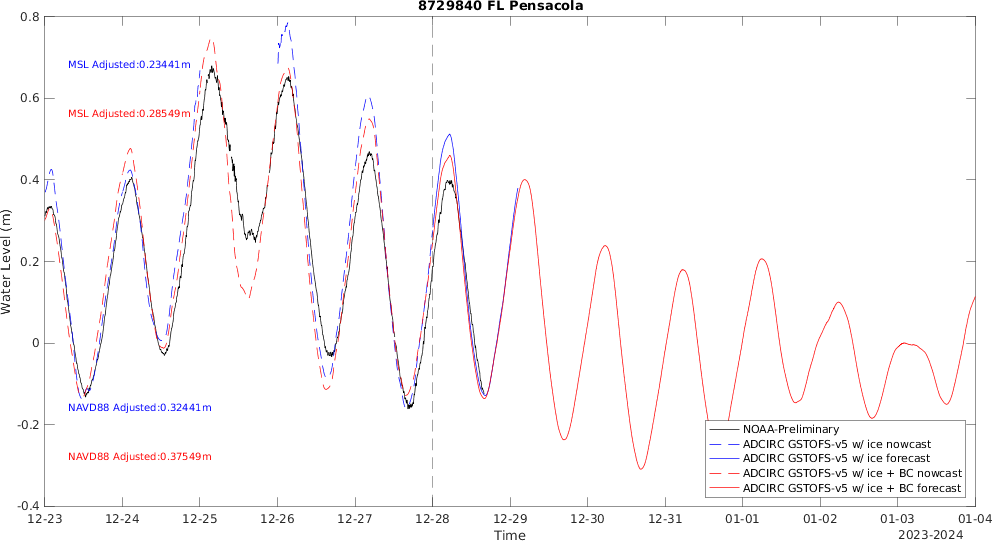 8729840 FL Pensacola
0.8
0.6
0.4
0.2
0
-0.2
-0.4
Water Level (m)
MSL Adjusted:0.23441m
MSL Adjusted:0.28549m
NAVD88 Adjusted:0.32441m
NAVD88 Adjusted:0.37549m
NOAA-Preliminary
ADCIRC GSTOFS-v5 w/ ice nowcast
ADCIRC GSTOFS-v5 w/ ice forecast
ADCIRC GSTOFS-v5 w/ ice + BC nowcast
ADCIRC GSTOFS-v5 w/ ice + BC forecast
12-23 12-24 12-25 12-26 12-27 12-28 12-29 12-30 12-31 01-01 01-02 01-03 01-04
Time
2023-2024